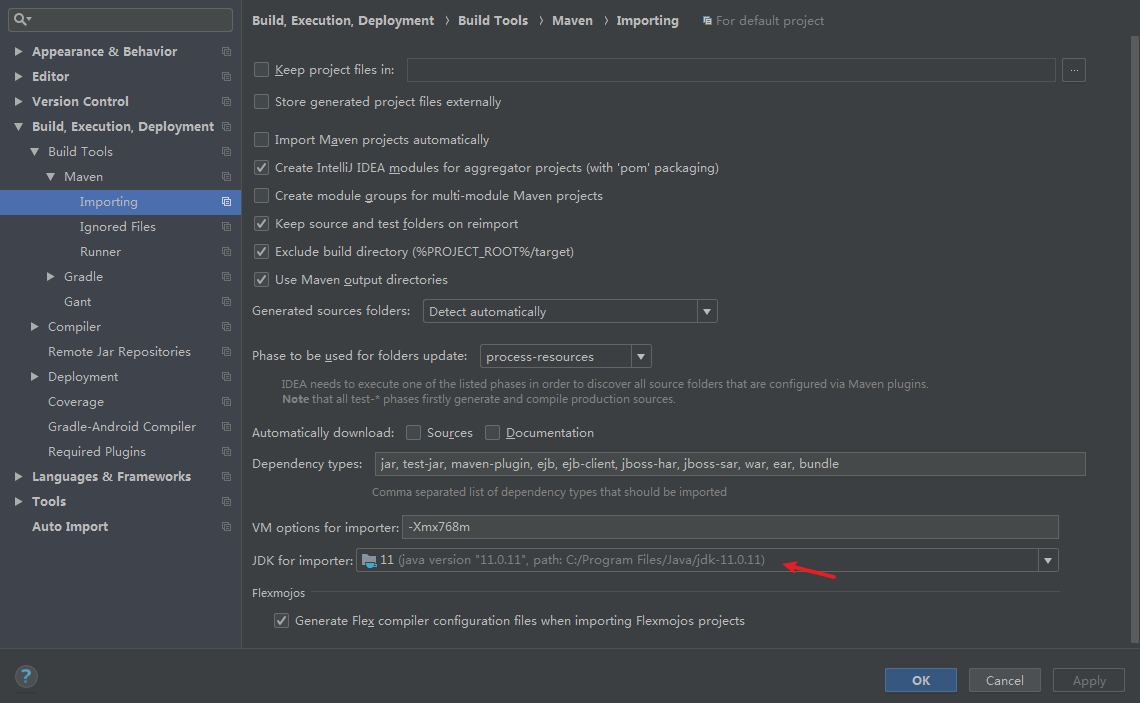 Build, Execution, Deployment › Build Tools › Maven › Importing For default project
Appearance & Behavior
Editor
Version Control
Build, Execution, Deployment
Build Tools
Maven
Importing
Ignored Files
Runner
Gradle
Gant
Compiler
Remote Jar Repositories
Deployment
Coverage
Gradle-Android Compiler
Required Plugins
Languages & Frameworks
Tools
Auto Import
Keep project files in: ...
Store generated project files externally
Import Maven projects automatically
Create IntelliJ IDEA modules for aggregator projects (with 'pom' packaging)
Create module groups for multi-module Maven projects
Keep source and test folders on reimport
Exclude build directory (%PROJECT_ROOT%/target)
Use Maven output directories
Generated sources folders: Detect automatically
Phase to be used for folders update: process-resources
IDEA needs to execute one of the listed phases in order to discover all source folders that are configured via Maven plugins.
Note that all test-* phases firstly generate and compile production sources.
Automatically download: Sources Documentation
Dependency types: jar, test-jar, maven-plugin, ejb, ejb-client, jboss-har, jboss-sar, war, ear, bundle
Comma separated list of dependency types that should be imported
VM options for importer: -Xmx768m
JDK for importer: 11 (java version "11.0.11", path: C:/Program Files/Java/jdk-11.0.11)
Flexmojos
Generate Flex compiler configuration files when importing Flexmojos projects
? OK Cancel Apply